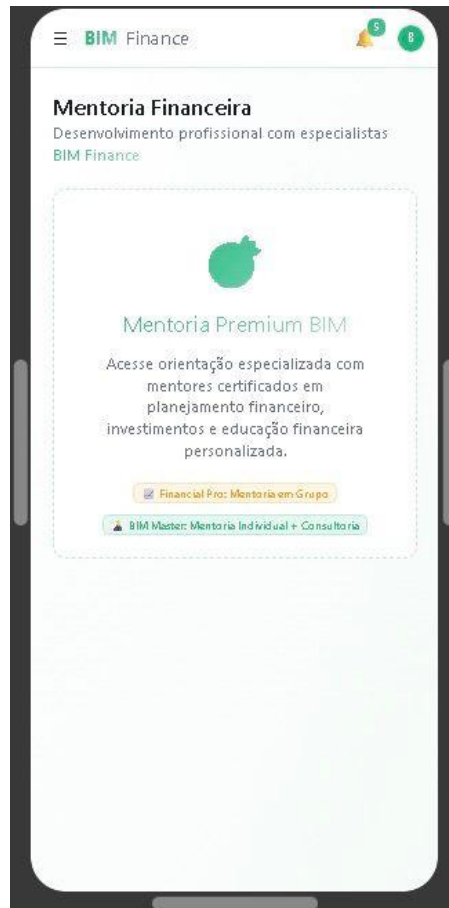 ☰ BIM Finance 5 B
Mentoria Financeira
Desenvolvimento profissional com especialistas
BIM Finance
Mentoria Premium BIM
Acesse orientação especializada com
mentores certificados em
planejamento financeiro,
investimentos e educação financeira
personalizada.
Financial Pro: Mentoria em Grupo
BIM Master: Mentoria Individual + Consultoria